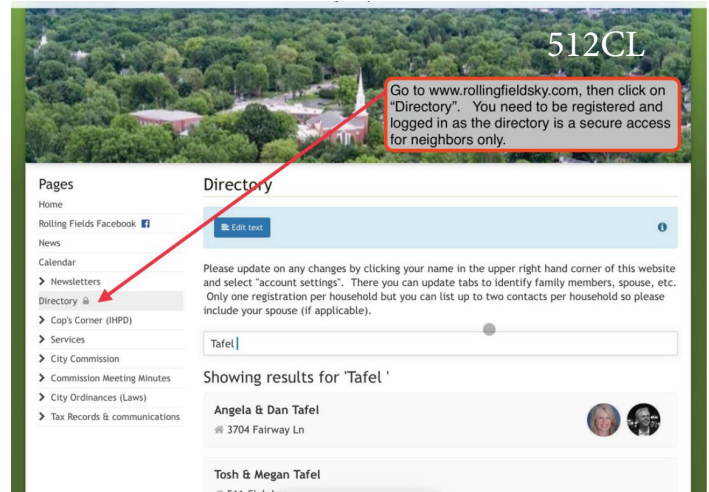 512CL
Go to www.rollingfieldsky.com, then click on
"Directory". You need to be registered and
logged in as the directory is a secure access
for neighbors only.
Pages
Home
Rolling Fields Facebook
News
Calendar
Newsletters
Directory
Cop's Corner (IHPD)
Services
City Commission
Commission Meeting Minutes
City Ordinances (Laws)
Tax Records & communications
Directory
Edit text
Please update on any changes by clicking your name in the upper right hand corner of this website
and select "account settings". There you can update tabs to identify family members, spouse, etc.
Only one registration per household but you can list up to two contacts per household so please
include your spouse (if applicable).
Tafel
Showing results for 'Tafel '
Angela & Dan Tafel
3704 Fairway Ln
Tosh & Megan Tafel